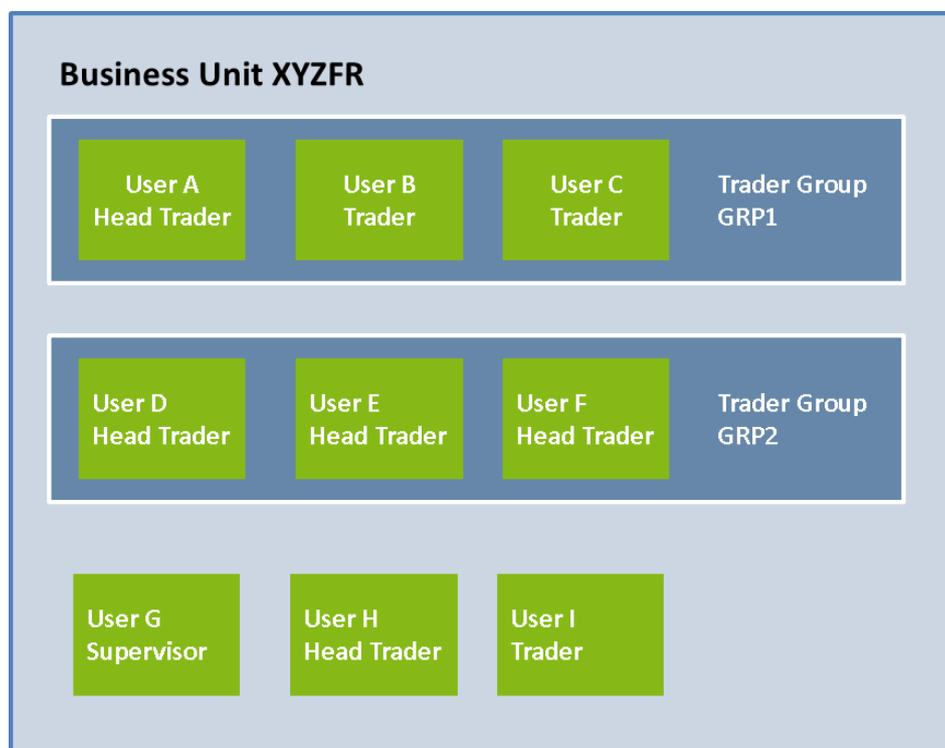 Business Unit XYZFR
User A
Head Trader
User B
Trader
User C
Trader
Trader Group
GRP1
User D
Head Trader
User E
Head Trader
User F
Head Trader
Trader Group
GRP2
User G
Supervisor
User H
Head Trader
User I
Trader